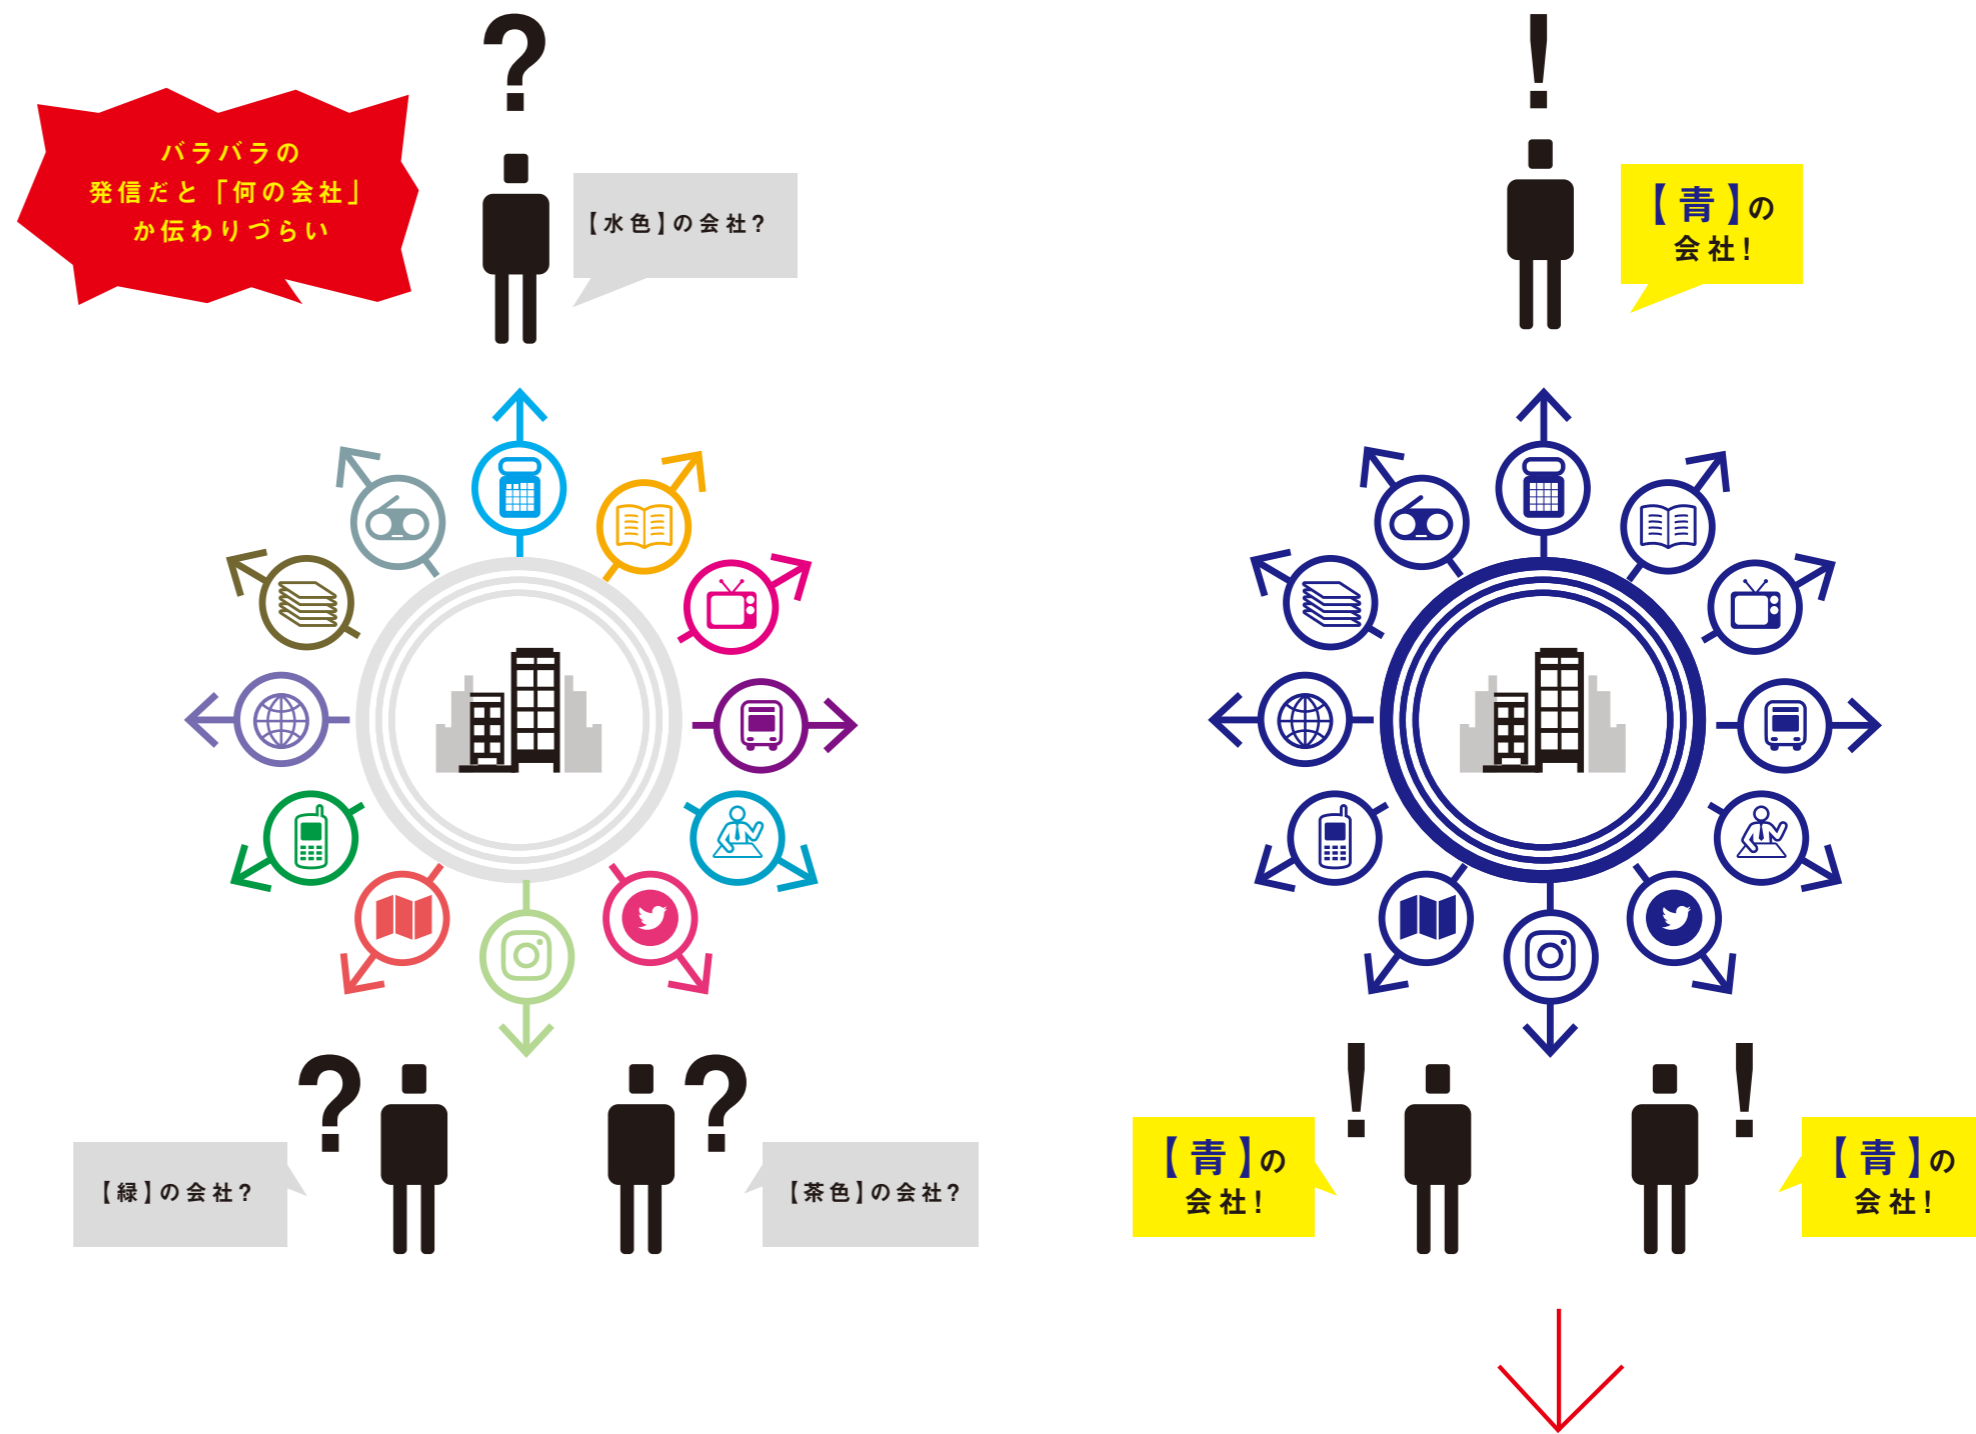 ?
バラバラの
発信だと「何の会社」
か伝わりづらい
【水色】の会社?
?
【緑】の会社?
?
【茶色】の会社?
!
【青】の
会社!
!
【青】の
会社!
!
【青】の
会社!